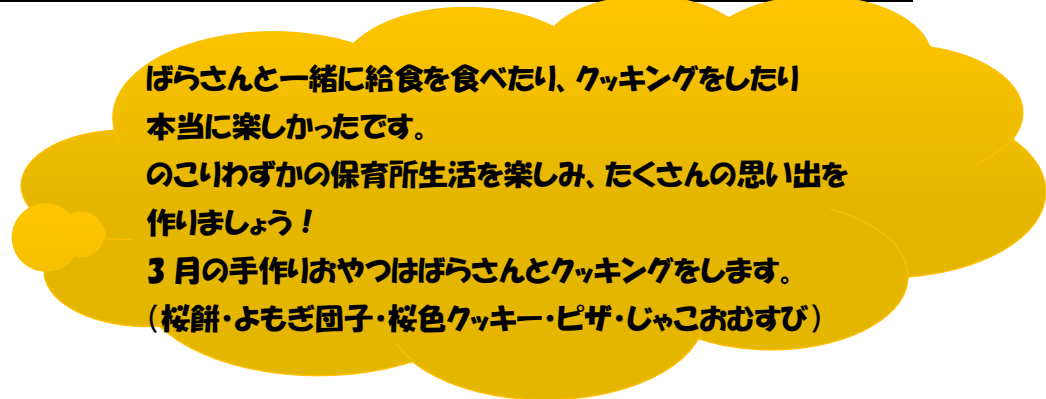 ばらさんと一緒に給食を食べたり、クッキングをしたり
本当に楽しかったです。
のこりわずかの保育所生活を楽しみ、たくさんの思い出を
作りましょう！
3月の手作りおやつはばらさんとクッキングをします。
（桜餅・よもぎ団子・桜色クッキー・ピザ・じゃこおむすび）